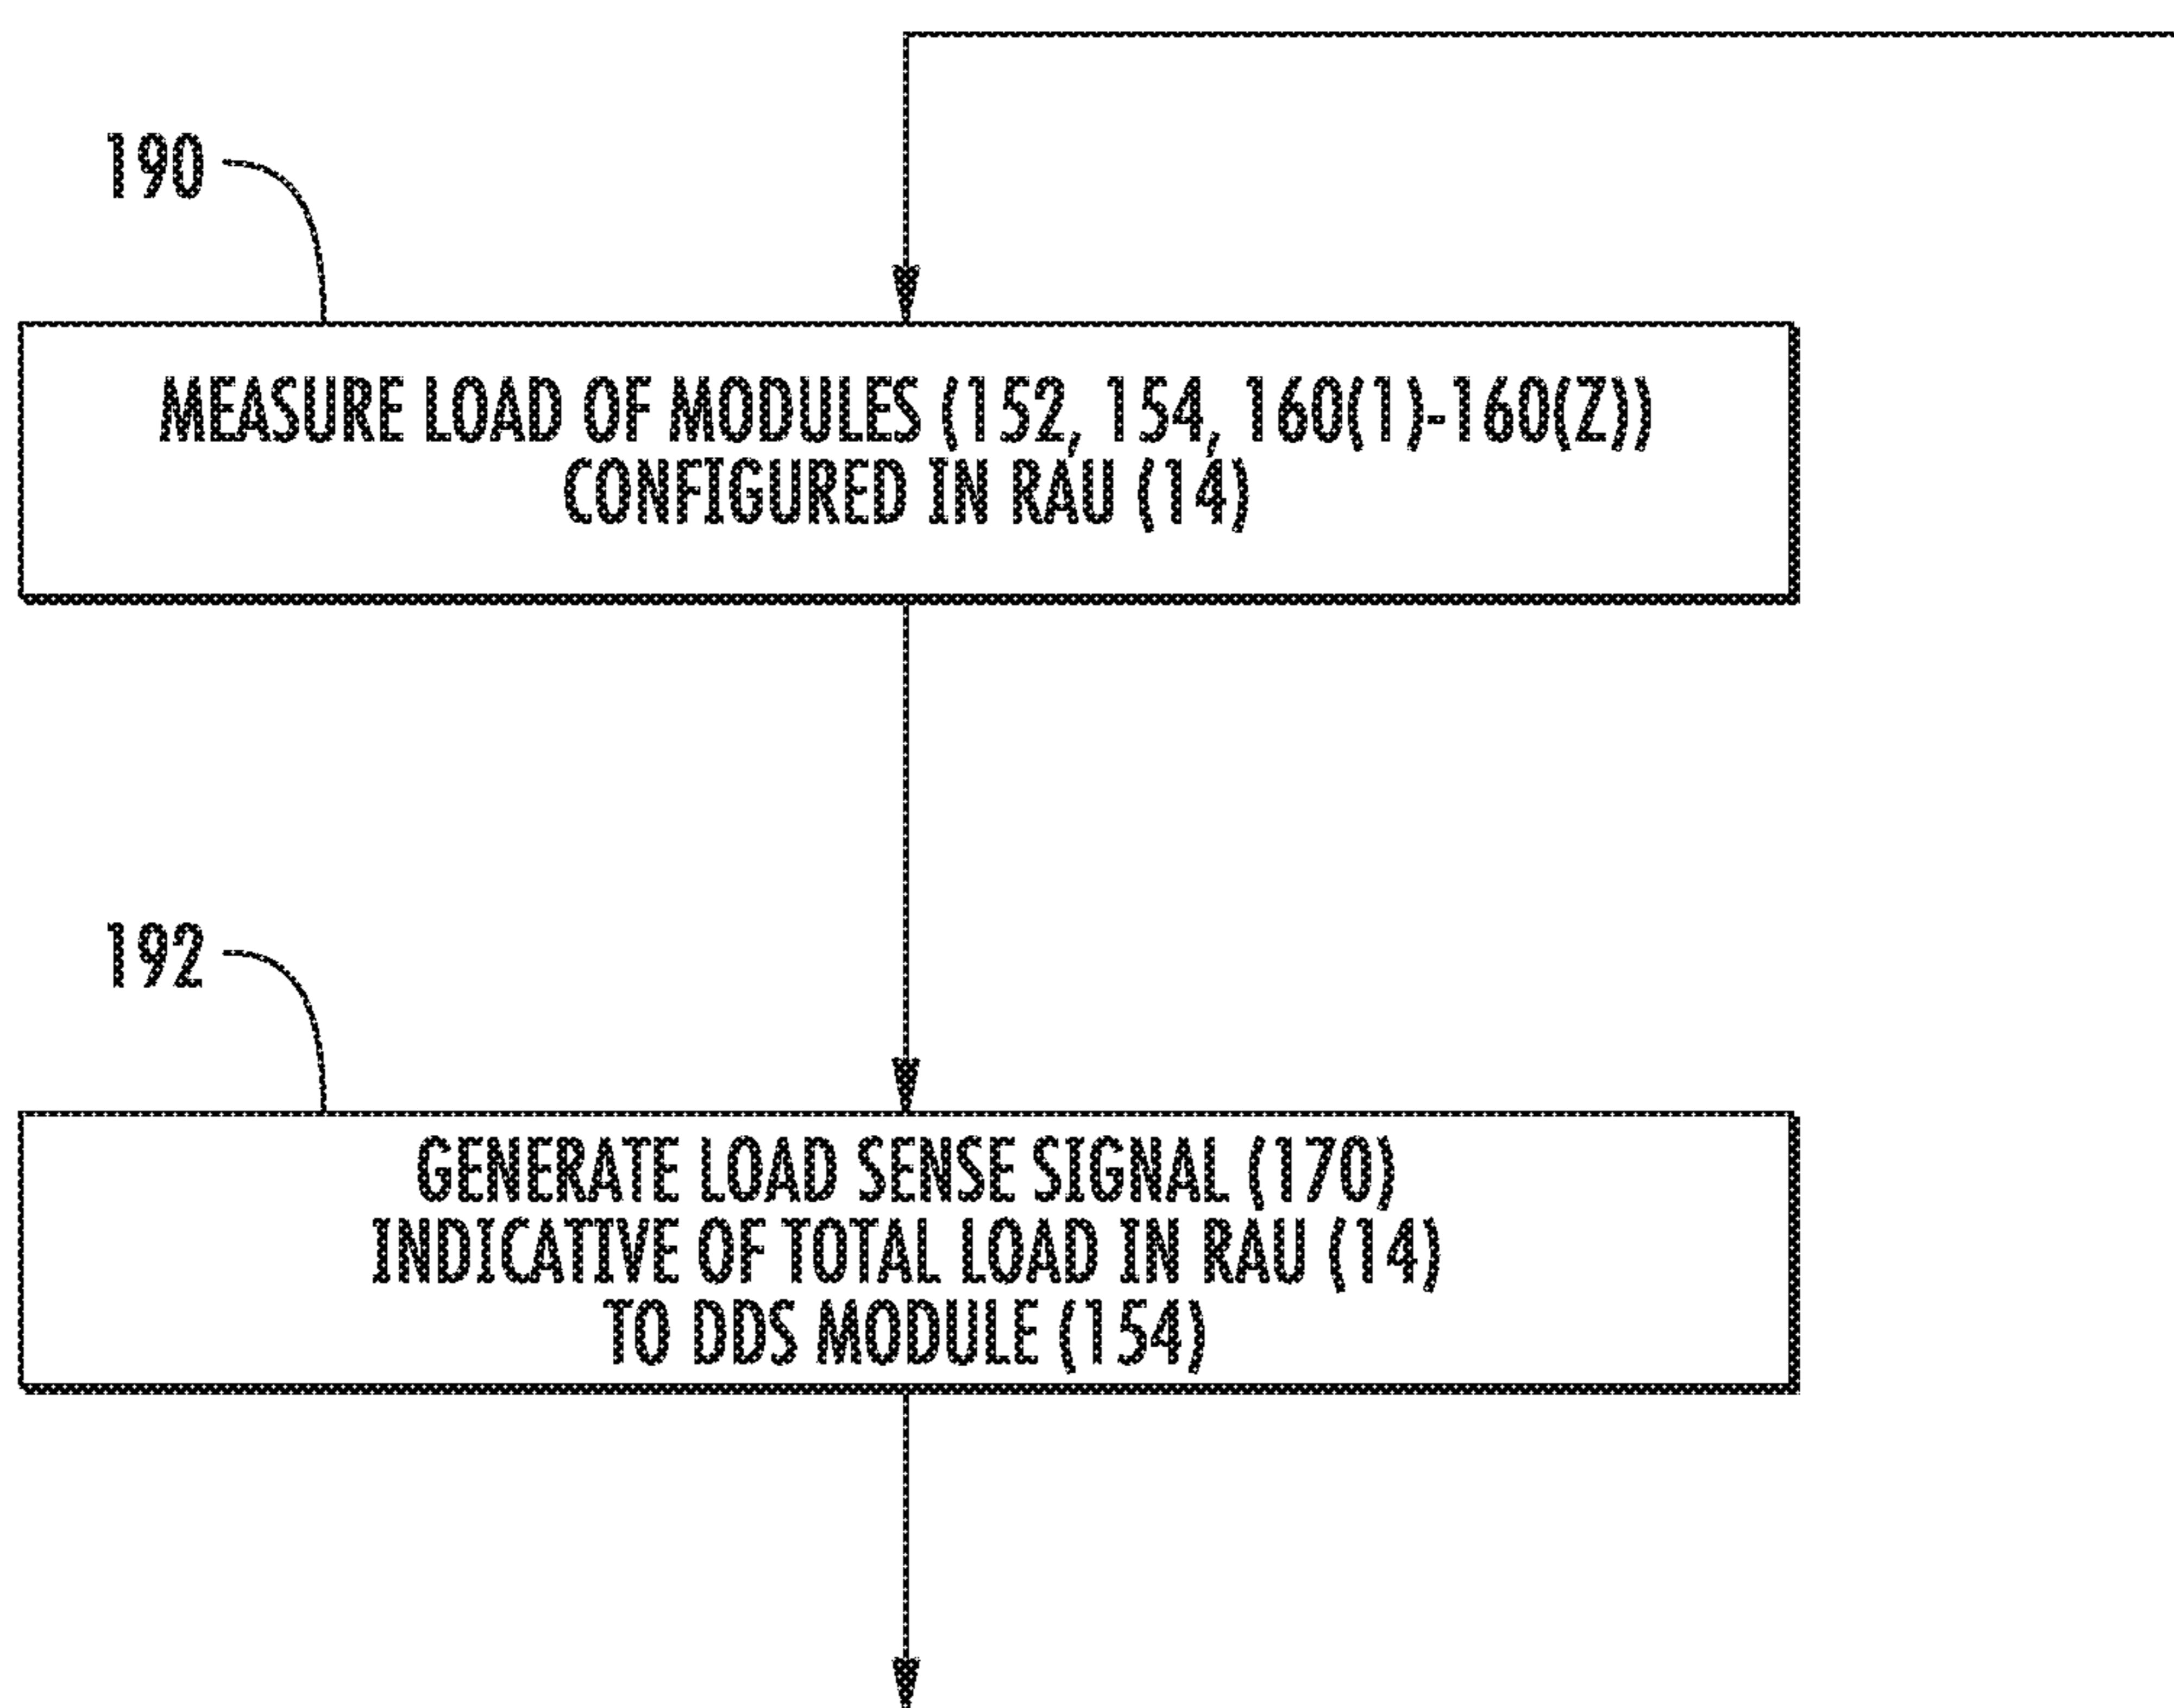 190
MEASURE LOAD OF MODULES (152, 154, 160(1)-160(Z))
CONFIGURED IN RAU (14)
192
GENERATE LOAD SENSE SIGNAL (170)
INDICATIVE OF TOTAL LOAD IN RAU (14)
TO DDS MODULE (154)